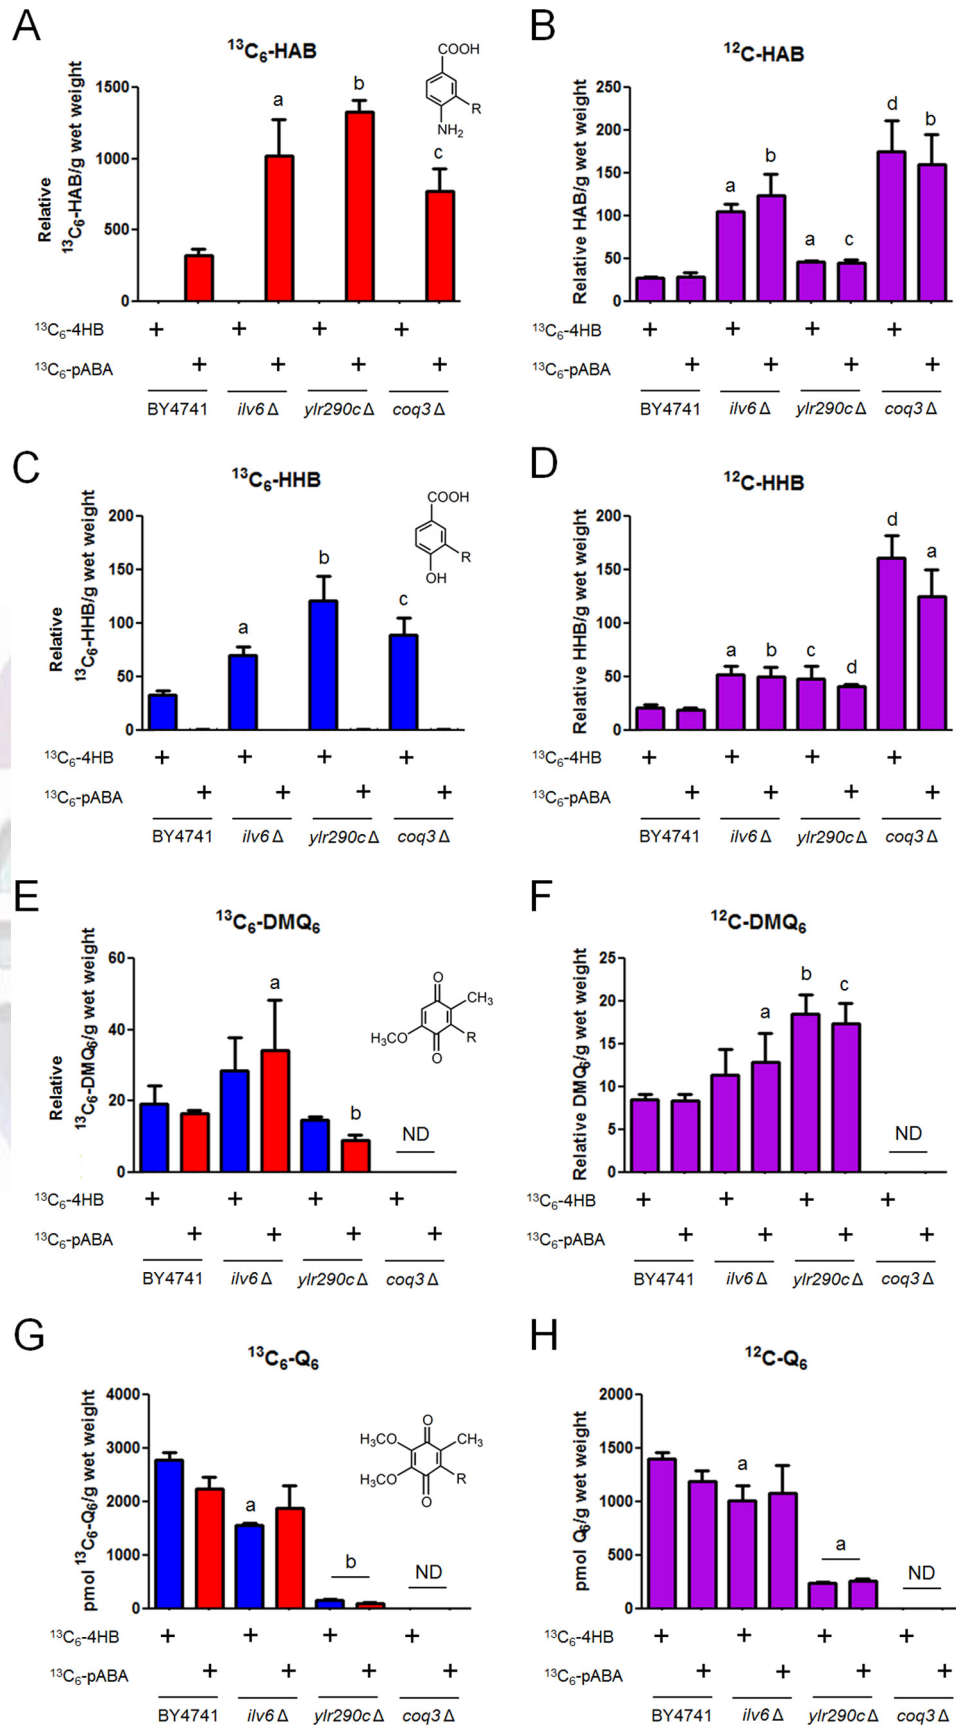 A
¹³C₆-HAB
COOH
R
NH₂
Relative
¹³C₆-HAB/g wet weight
1500
1000
500
0
a
b
c
¹³C₆-4HB + + + +
¹³C₆-pABA + + + +
BY4741 ilv6Δ ylr290cΔ coq3Δ
B
¹²C-HAB
Relative HAB/g wet weight
250
200
150
100
50
0
a
b
a
c
d
b
¹³C₆-4HB + + + +
¹³C₆-pABA + + + +
BY4741 ilv6Δ ylr290cΔ coq3Δ
C
¹³C₆-HHB
COOH
R
OH
Relative
¹³C₆-HHB/g wet weight
200
150
100
50
0
a
b
c
¹³C₆-4HB + + + +
¹³C₆-pABA + + + +
BY4741 ilv6Δ ylr290cΔ coq3Δ
D
¹²C-HHB
Relative HHB/g wet weight
200
150
100
50
0
a
b
c
d
d
a
¹³C₆-4HB + + + +
¹³C₆-pABA + + + +
BY4741 ilv6Δ ylr290cΔ coq3Δ
E
¹³C₆-DMQ₆
O
CH₃
H₃CO
R
O
Relative
¹³C₆-DMQ₆/g wet weight
60
40
20
0
a
b
ND
¹³C₆-4HB + + + +
¹³C₆-pABA + + + +
BY4741 ilv6Δ ylr290cΔ coq3Δ
F
¹²C-DMQ₆
Relative DMQ₆/g wet weight
25
20
15
10
5
0
a
b
c
ND
¹³C₆-4HB + + + +
¹³C₆-pABA + + + +
BY4741 ilv6Δ ylr290cΔ coq3Δ
G
¹³C₆-Q₆
O
H₃CO
CH₃
H₃CO
R
O
pmol ¹³C₆-Q₆/g wet weight
4000
3000
2000
1000
0
a
b
ND
¹³C₆-4HB + + + +
¹³C₆-pABA + + + +
BY4741 ilv6Δ ylr290cΔ coq3Δ
H
¹²C-Q₆
pmol Q₆/g wet weight
2000
1500
1000
500
0
a
a
ND
¹³C₆-4HB + + + +
¹³C₆-pABA + + + +
BY4741 ilv6Δ ylr290cΔ coq3Δ